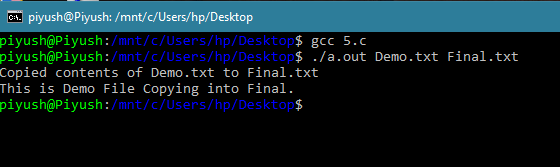 piyush@Piyush: /mnt/c/Users/hp/Desktop
piyush@Piyush:/mnt/c/Users/hp/Desktop$ gcc 5.c
piyush@Piyush:/mnt/c/Users/hp/Desktop$ ./a.out Demo.txt Final.txt
Copied contents of Demo.txt to Final.txt
This is Demo File Copying into Final.
piyush@Piyush:/mnt/c/Users/hp/Desktop$